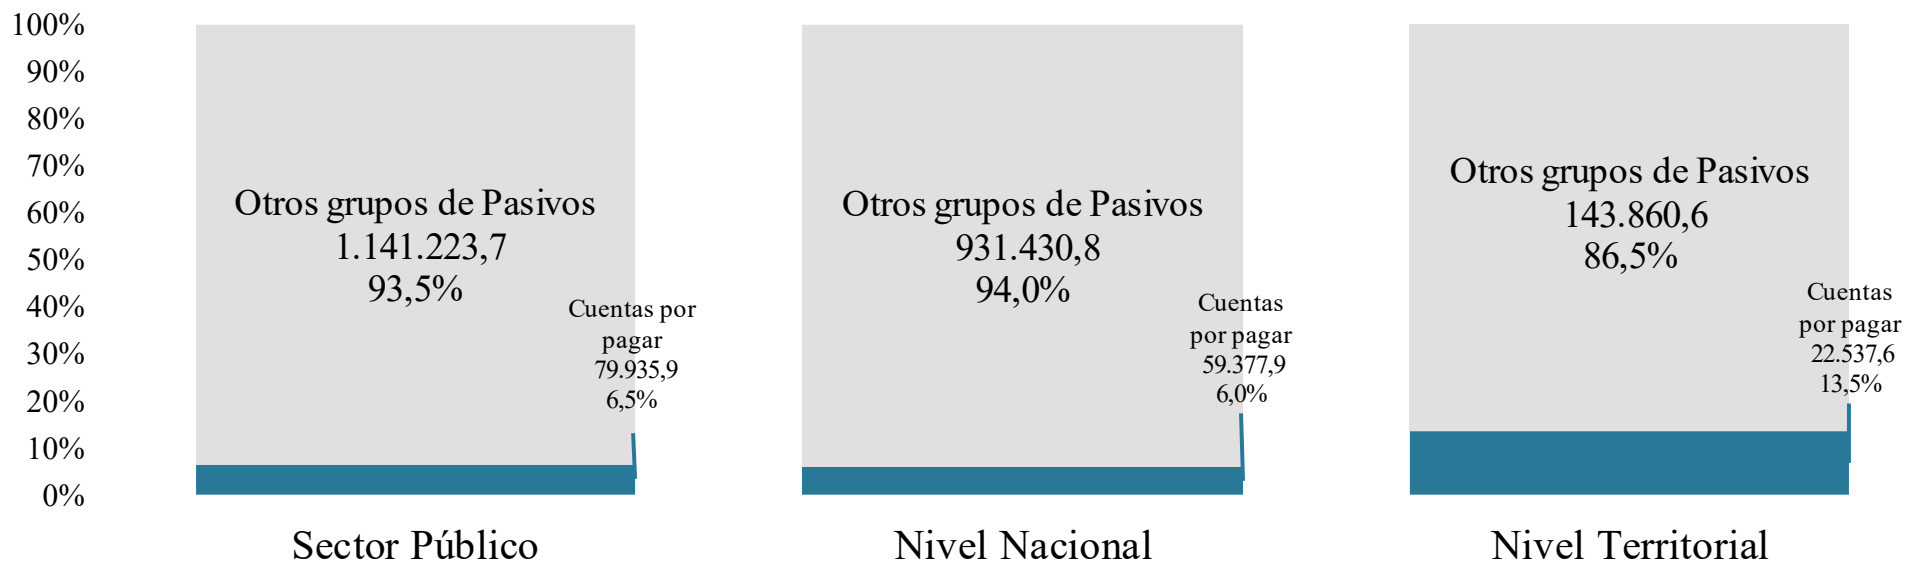 100%
90%
80%
70%
60%
50%
40%
30%
20%
10%
0%
Otros grupos de Pasivos
1.141.223,7
93,5%
Cuentas por
pagar
79.935,9
6,5%
Otros grupos de Pasivos
931.430,8
94,0%
Cuentas
por pagar
59.377,9
6,0%
Otros grupos de Pasivos
143.860,6
86,5%
Cuentas
por pagar
22.537,6
13,5%
Sector Público
Nivel Nacional
Nivel Territorial